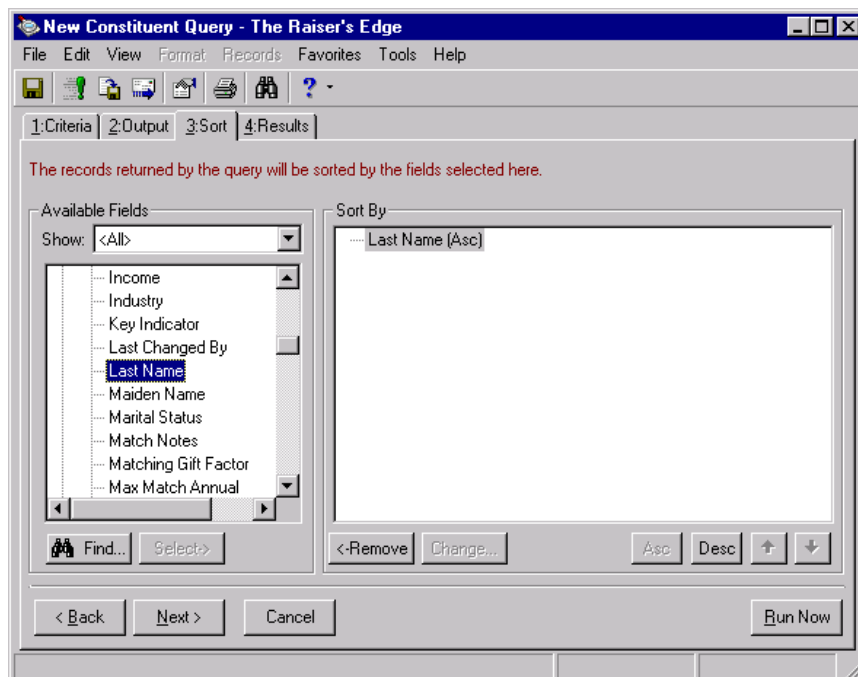 New Constituent Query - The Raiser's Edge
File Edit View Format Records Favorites Tools Help
?
1:Criteria 2:Output 3:Sort 4:Results
The records returned by the query will be sorted by the fields selected here.
Available Fields
Show: <All>
Income
Industry
Key Indicator
Last Changed By
Last Name
Maiden Name
Marital Status
Match Notes
Matching Gift Factor
Max Match Annual
Find... Select->
Sort By
Last Name (Asc)
<-Remove Change... Asc Desc
< Back Next > Cancel Run Now